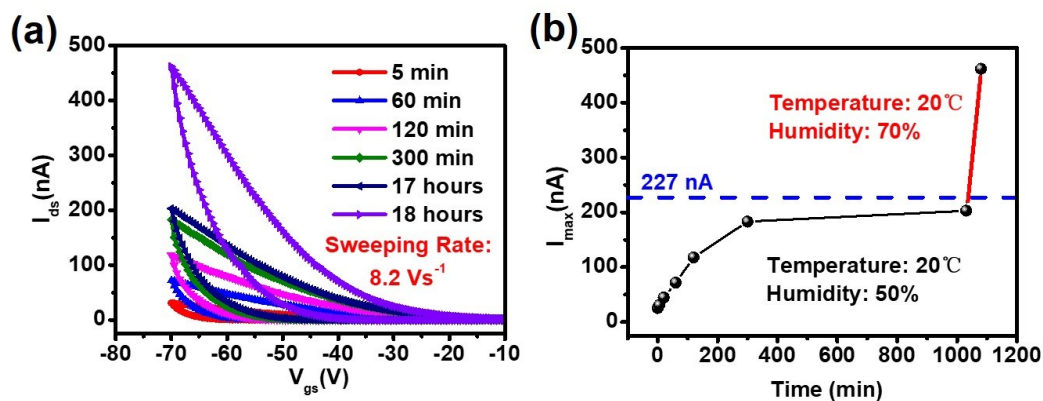 (a)
500
400
300
200
100
0
I_ds(nA)
-80 -70 -60 -50 -40 -30 -20 -10
V_gs(V)
5 min
60 min
120 min
300 min
17 hours
18 hours
Sweeping Rate:
8.2 Vs⁻¹
(b)
500
400
300
200
100
0
I_max(nA)
0 200 400 600 800 1000 1200
Time (min)
Temperature: 20℃
Humidity: 70%
227 nA
Temperature: 20℃
Humidity: 50%